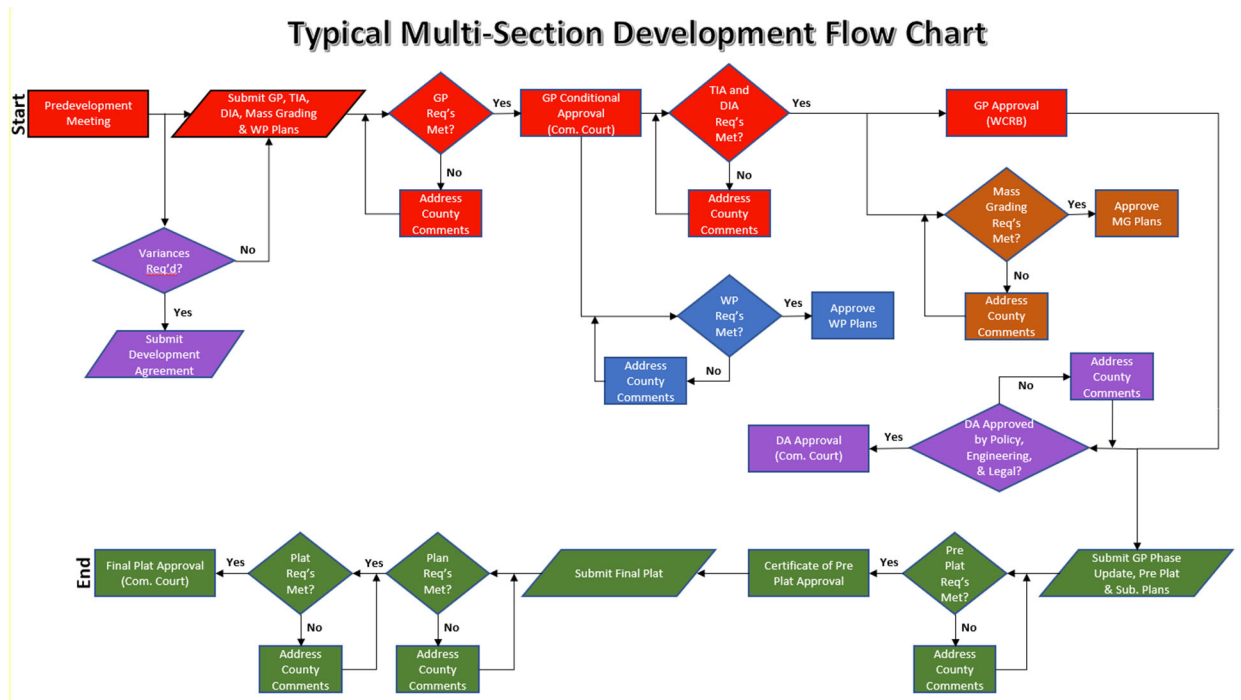 Typical Multi-Section Development Flow Chart
Start
Predevelopment
Meeting
Submit GP, TIA,
DIA, Mass Grading
& WP Plans
GP
Req's
Met?
Yes
No
Address
County
Comments
GP Conditional
Approval
(Com. Court)
TIA and
DIA
Req's
Met?
Yes
No
Address
County
Comments
GP Approval
(WCRB)
Variances
Req'd?
No
Yes
Submit
Development
Agreement
WP
Req's
Met?
Yes
No
Approve
WP Plans
Address
County
Comments
Mass
Grading
Req's
Met?
Yes
No
Approve
MG Plans
Address
County
Comments
Address
County
Comments
No
DA Approved
by Policy,
Engineering,
& Legal?
Yes
DA Approval
(Com. Court)
Submit GP Phase
Update, Pre Plat
& Sub. Plans
Pre
Plat
Req's
Met?
Yes
No
Address
County
Comments
Certificate of Pre
Plat Approval
Submit Final Plat
Plan
Req's
Met?
Yes
No
Address
County
Comments
Plat
Req's
Met?
Yes
No
Address
County
Comments
Final Plat Approval
(Com. Court)
End